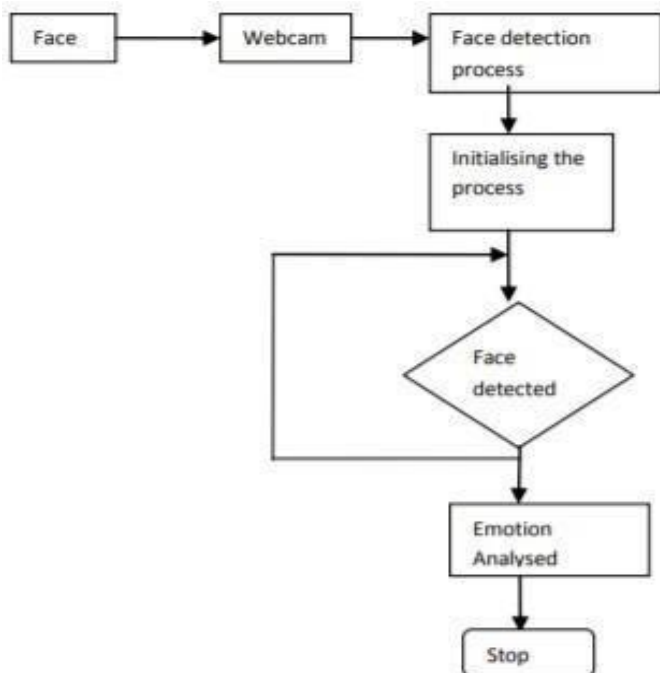 Face
Webcam
Face detection
process
Initialising the
process
Face
detected
Emotion
Analysed
Stop